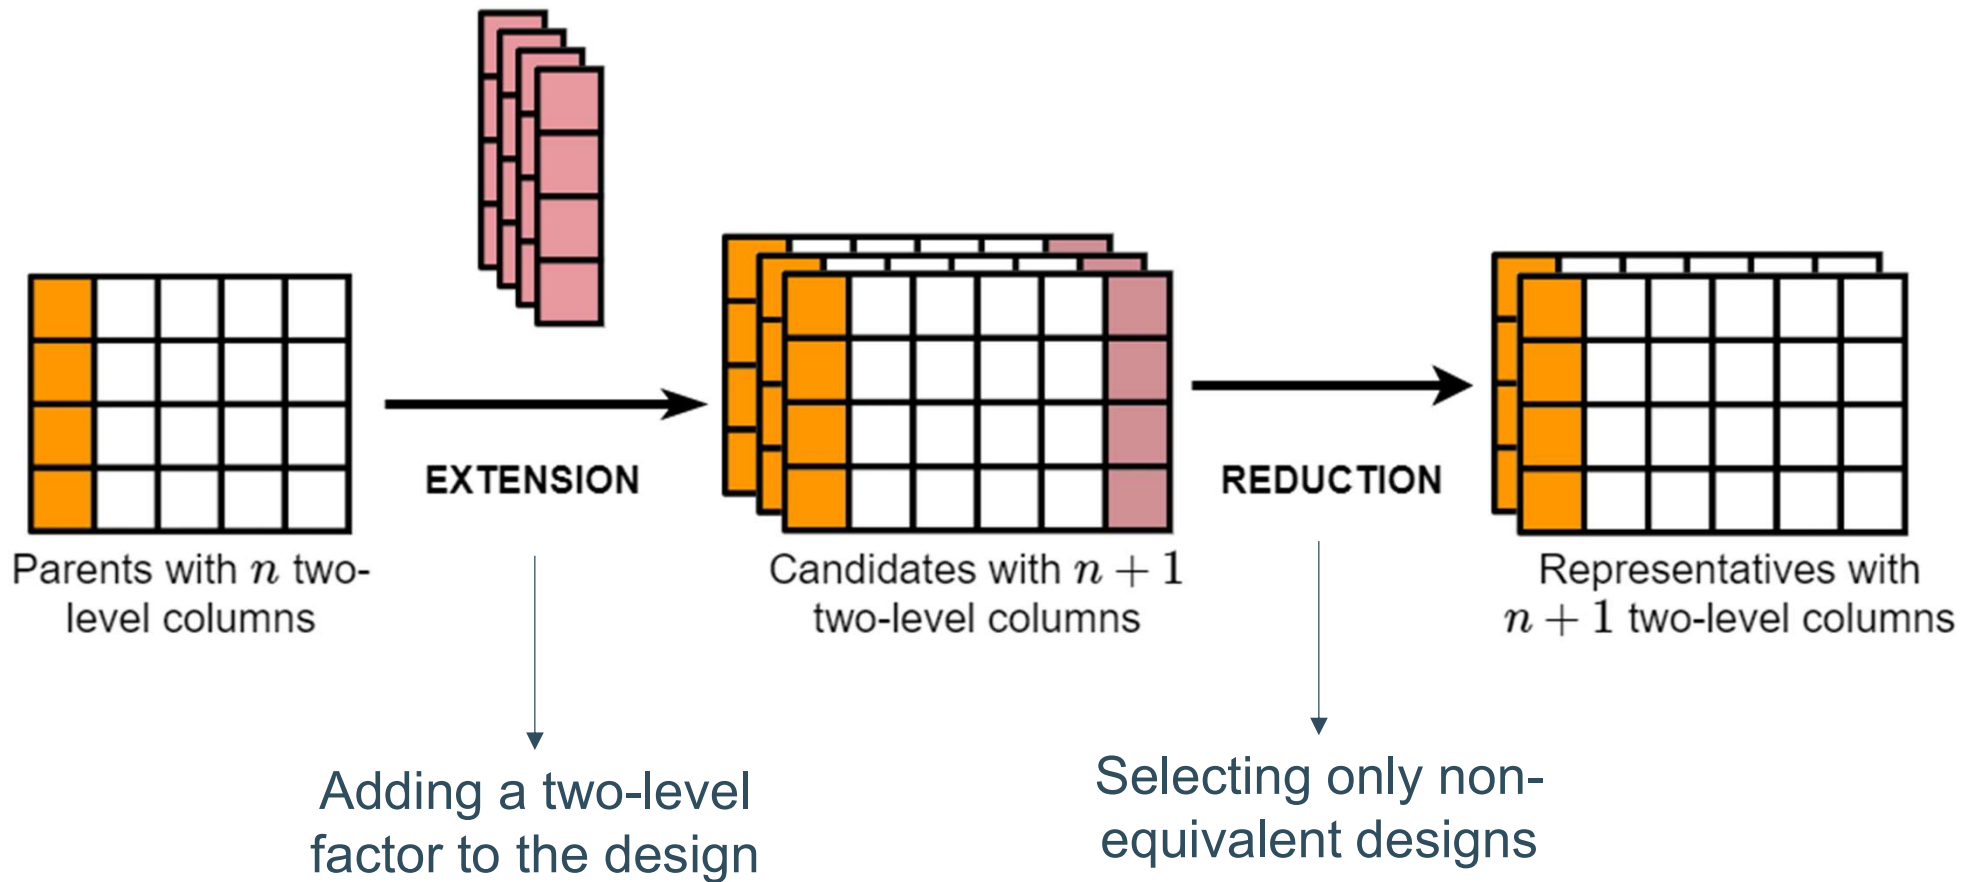 EXTENSION
REDUCTION
Parents with n two-
level columns
Candidates with n + 1
two-level columns
Representatives with
n + 1 two-level columns
Adding a two-level
factor to the design
Selecting only non-
equivalent designs